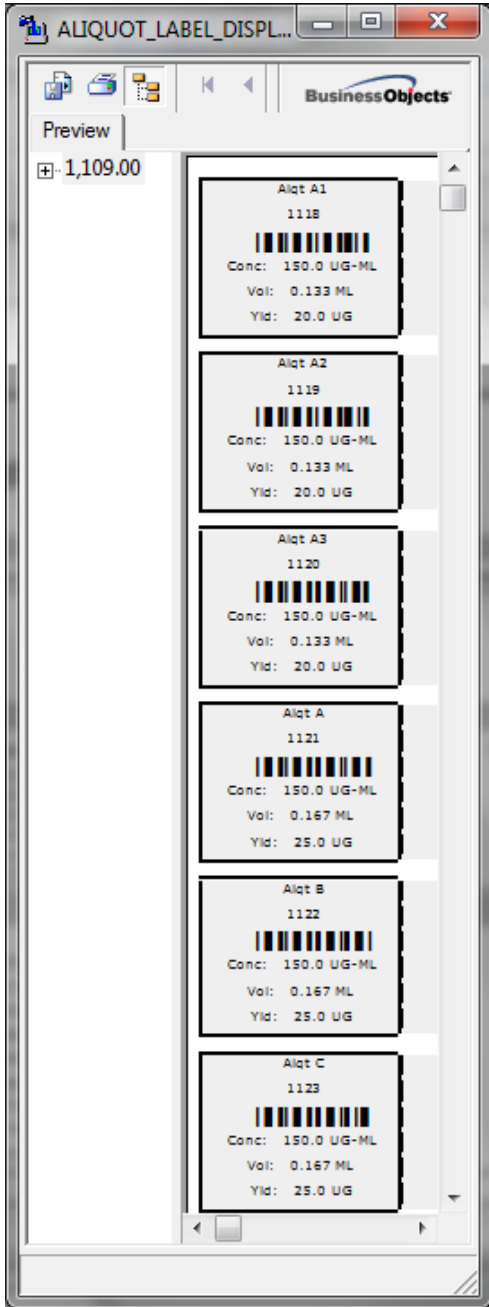 ALIQUOT_LABEL_DISPL...
BusinessObjects
Preview
1,109.00
Alqt A1
1118
Conc: 150.0 UG-ML
Vol: 0.133 ML
Yld: 20.0 UG
Alqt A2
1119
Conc: 150.0 UG-ML
Vol: 0.133 ML
Yld: 20.0 UG
Alqt A3
1120
Conc: 150.0 UG-ML
Vol: 0.133 ML
Yld: 20.0 UG
Alqt A
1121
Conc: 150.0 UG-ML
Vol: 0.167 ML
Yld: 25.0 UG
Alqt B
1122
Conc: 150.0 UG-ML
Vol: 0.167 ML
Yld: 25.0 UG
Alqt C
1123
Conc: 150.0 UG-ML
Vol: 0.167 ML
Yld: 25.0 UG